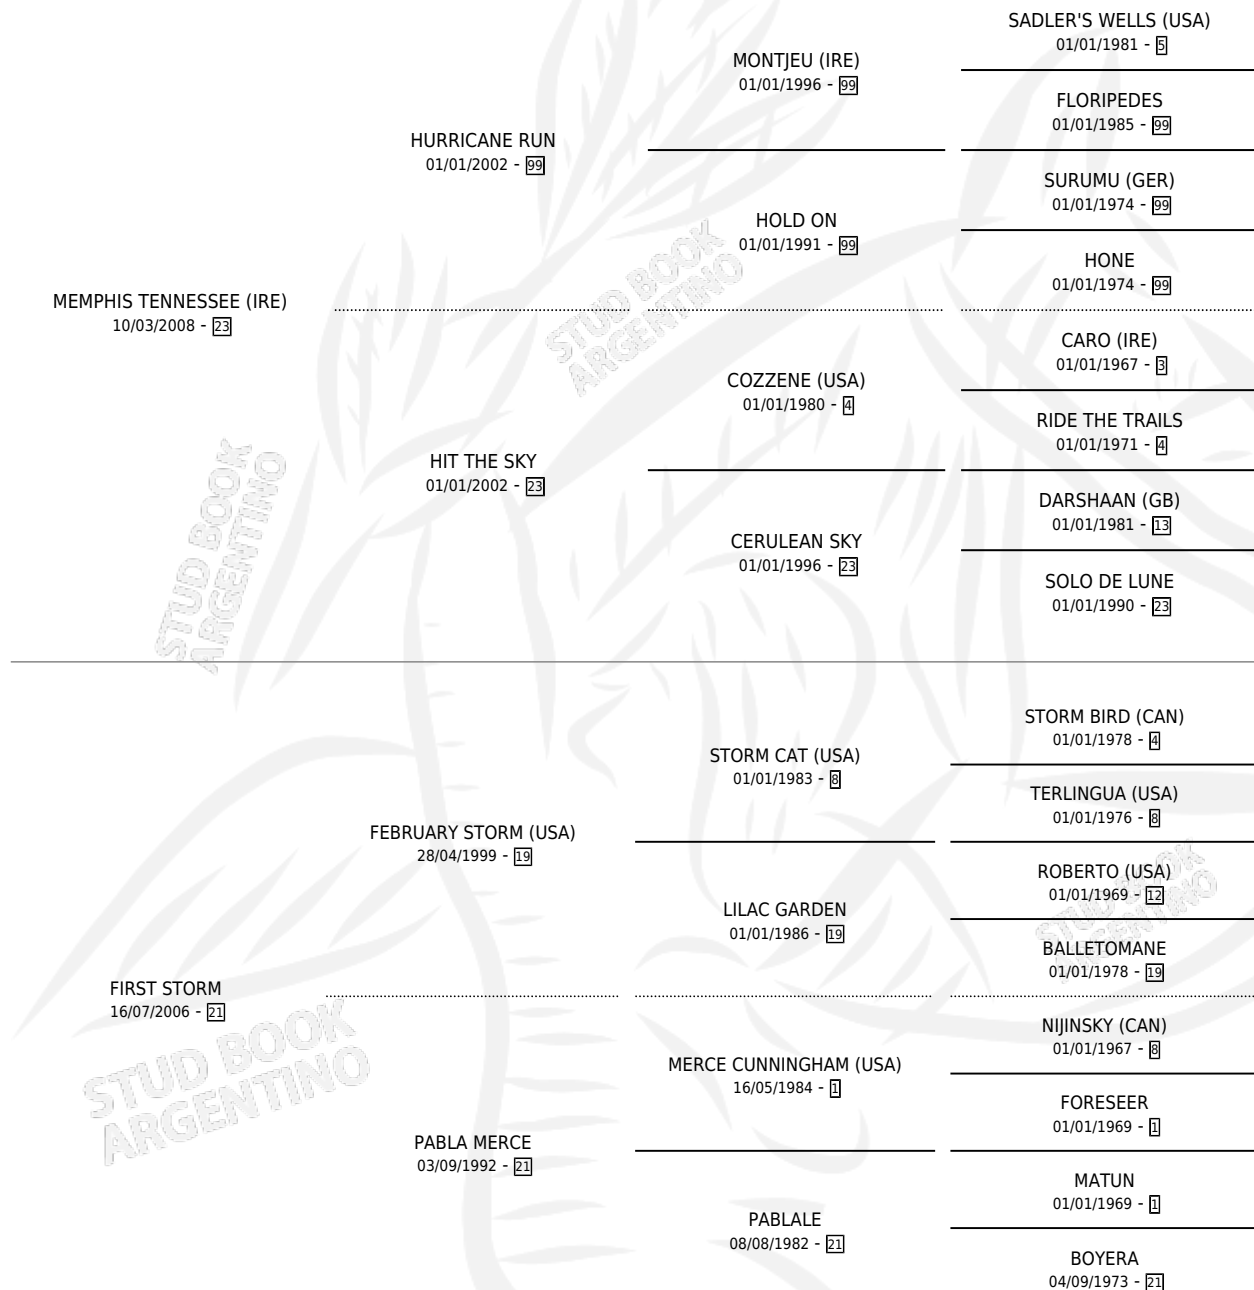 SADLER'S WELLS (USA)
01/01/1981 - 5
MONTJEU (IRE)
01/01/1996 - 99
FLORIPEDES
01/01/1985 - 99
HURRICANE RUN
01/01/2002 - 99
SURUMU (GER)
01/01/1974 - 99
HOLD ON
01/01/1991 - 99
HONE
01/01/1974 - 99
MEMPHIS TENNESSEE (IRE)
10/03/2008 - 23
CARO (IRE)
01/01/1967 - 3
COZZENE (USA)
01/01/1980 - 4
RIDE THE TRAILS
01/01/1971 - 4
HIT THE SKY
01/01/2002 - 23
DARSHAAN (GB)
01/01/1981 - 13
CERULEAN SKY
01/01/1996 - 23
SOLO DE LUNE
01/01/1990 - 23
STUD BOOK
ARGENTINO
STUD BOOK
ARGENTINO
STORM BIRD (CAN)
01/01/1978 - 4
STORM CAT (USA)
01/01/1983 - 8
TERLINGUA (USA)
01/01/1976 - 8
FEBRUARY STORM (USA)
28/04/1999 - 19
ROBERTO (USA)
01/01/1969 - 12
LILAC GARDEN
01/01/1986 - 19
BALLETOMANE
01/01/1978 - 19
STUD BOOK
ARGENTINO
FIRST STORM
16/07/2006 - 21
NIJINSKY (CAN)
01/01/1967 - 8
MERCE CUNNINGHAM (USA)
16/05/1984 - 1
FORESEER
01/01/1969 - 1
STUD BOOK
ARGENTINO
PABLA MERCE
03/09/1992 - 21
MATUN
01/01/1969 - 1
PABLALE
08/08/1982 - 21
BOYERA
04/09/1973 - 21